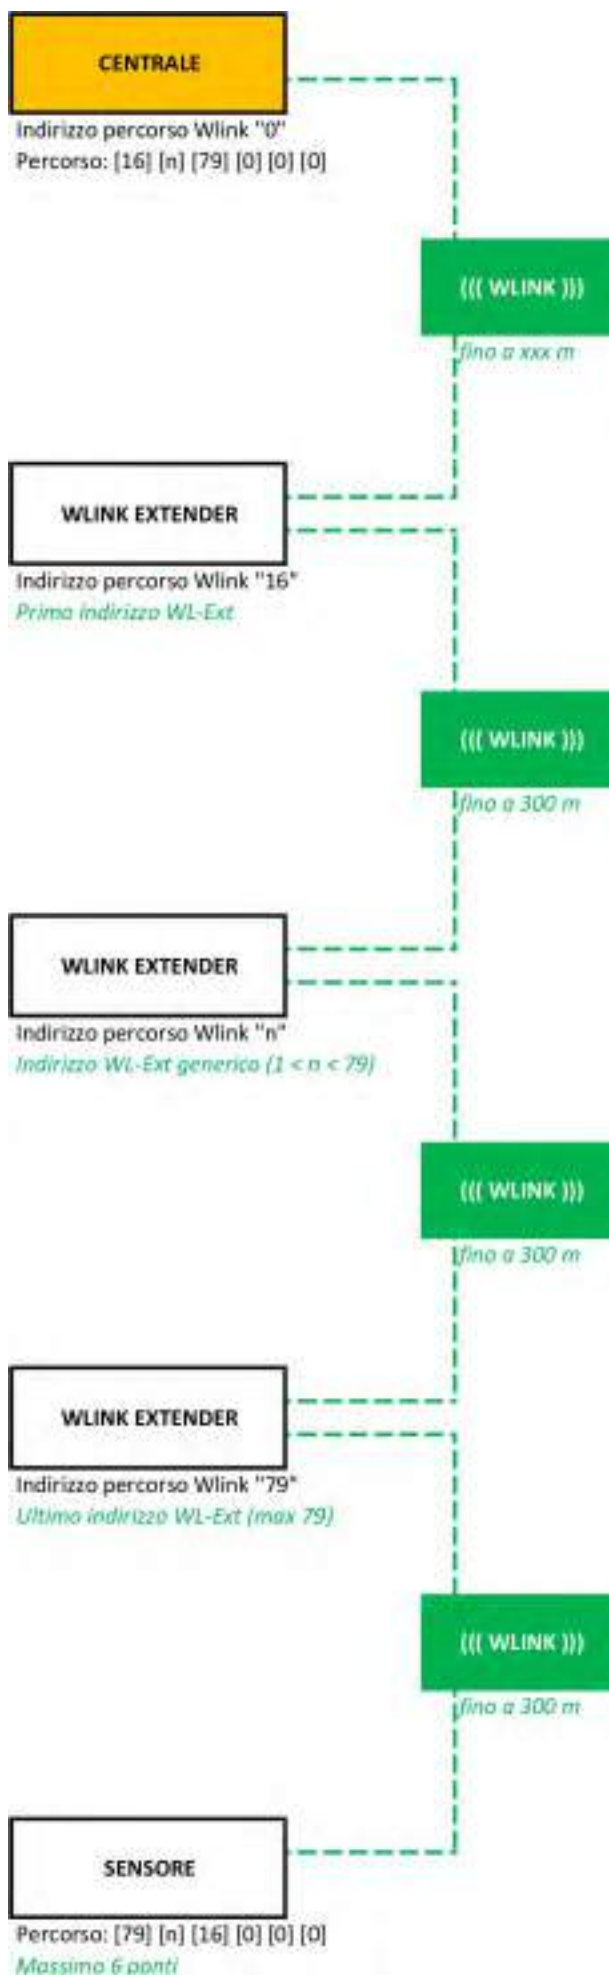 CENTRALE
Indirizzo percorso Wlink "0"
Percorso: [16] [n] [79] [0] [0] [0]
((( WLINK )))
fino a xxx m
WLINK EXTENDER
Indirizzo percorso Wlink "16"
Primo indirizzo WL-Ext
((( WLINK )))
fino a 300 m
WLINK EXTENDER
Indirizzo percorso Wlink "n"
Indirizzo WL-Ext generico (1 < n < 79)
((( WLINK )))
fino a 300 m
WLINK EXTENDER
Indirizzo percorso Wlink "79"
Ultimo indirizzo WL-Ext (max 79)
((( WLINK )))
fino a 300 m
SENSORE
Percorso: [79] [n] [16] [0] [0] [0]
Massimo 6 ponti